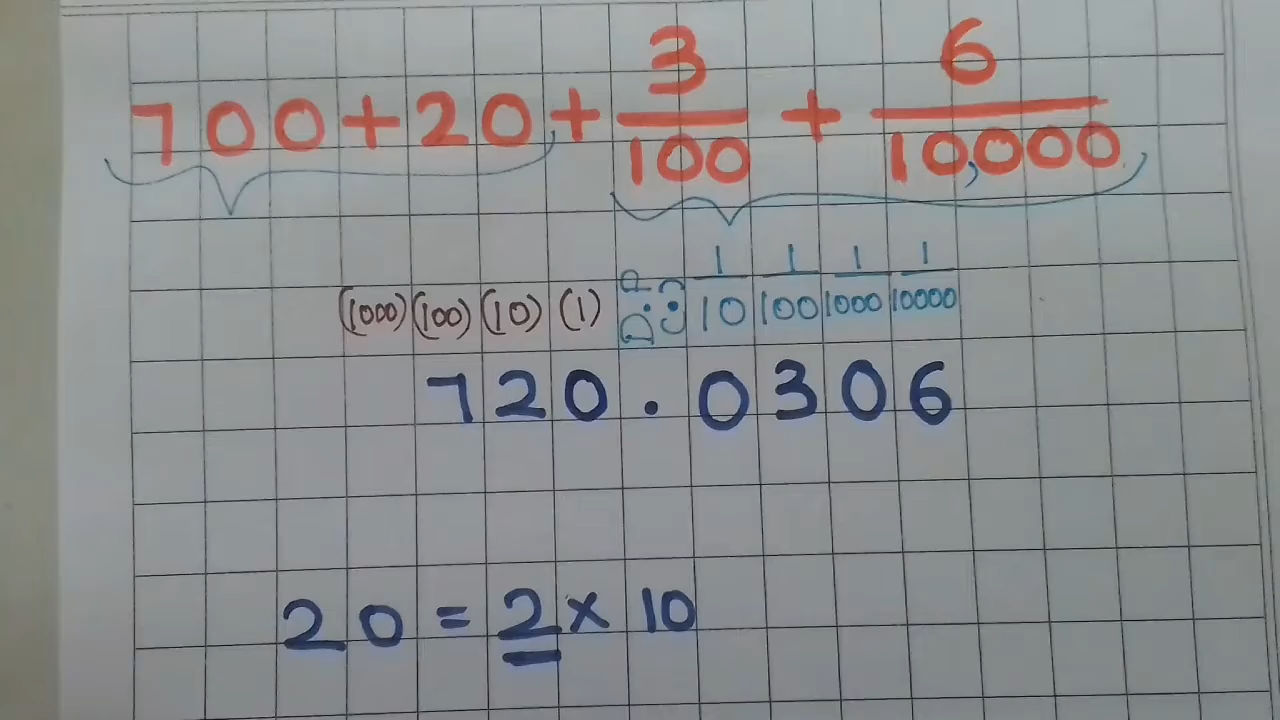 700 + 20 + 3/100 + 6/10,000
(1000) (100) (10) (1) 1/10 1/100 1/1000 1/10000
720.0306
20 = 2 × 10